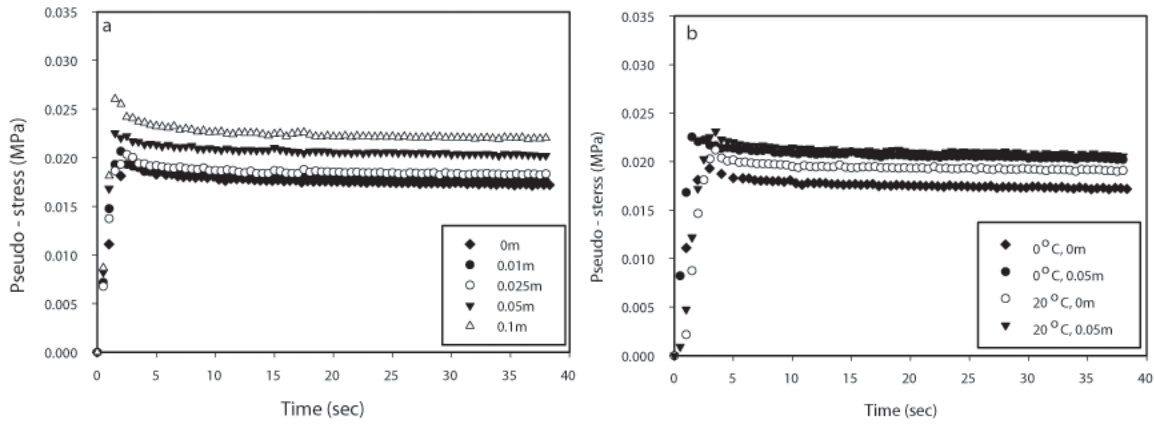 a
0.035
0.030
0.025
0.020
0.015
0.010
0.005
0.000
Pseudo - stress (MPa)
0m
0.01m
0.025m
0.05m
0.1m
0 5 10 15 20 25 30 35 40
Time (sec)
b
0.035
0.030
0.025
0.020
0.015
0.010
0.005
0.000
Pseudo - sterss (MPa)
0°C, 0m
0°C, 0.05m
20°C, 0m
20°C, 0.05m
0 5 10 15 20 25 30 35 40
Time (sec)